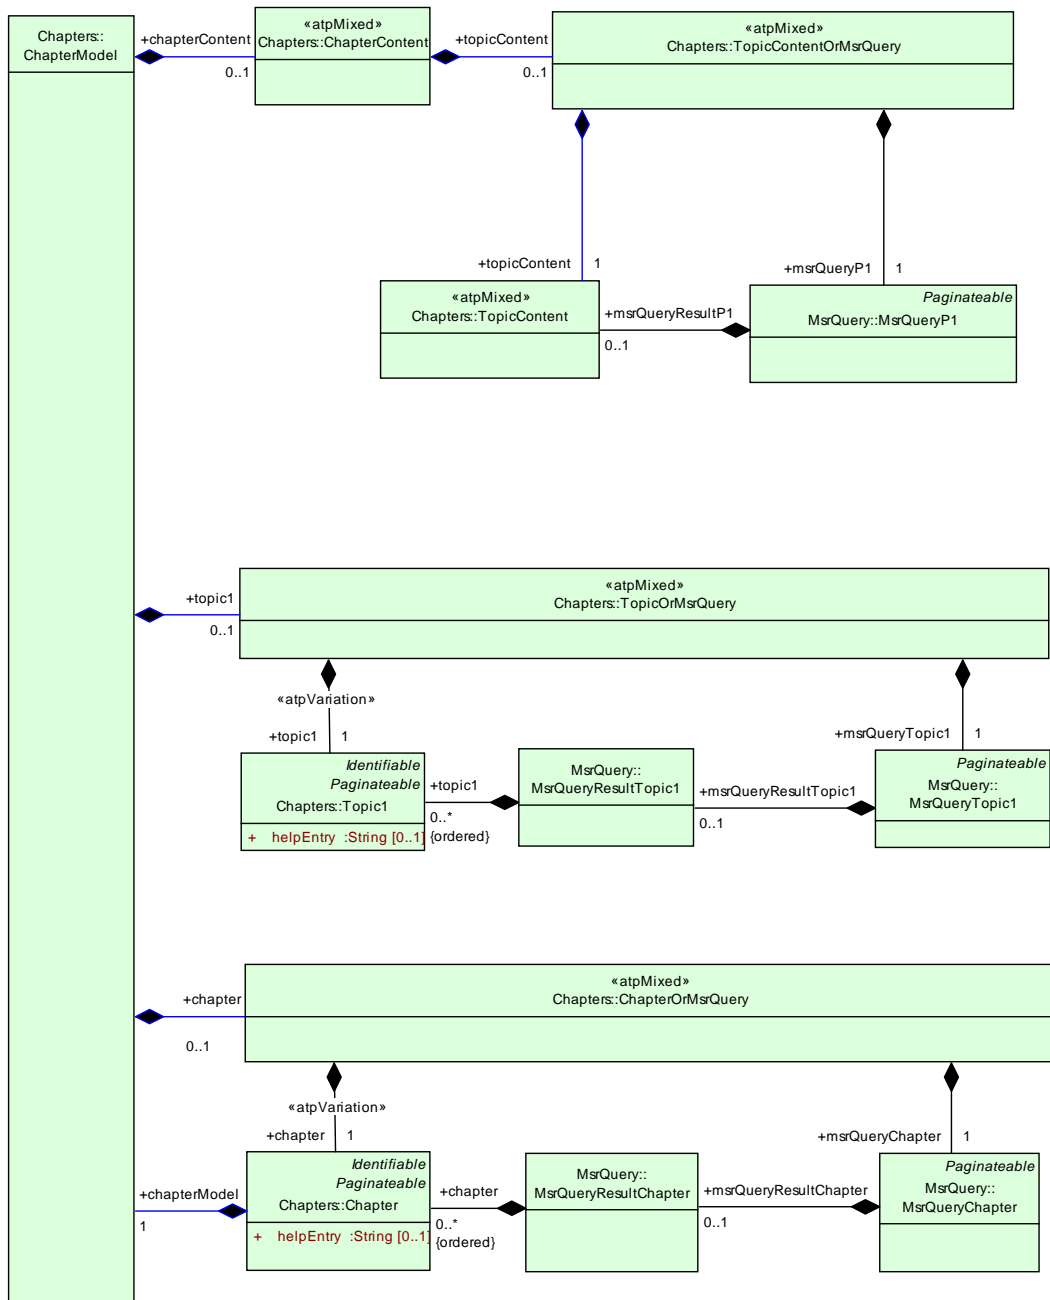 Chapters::
ChapterModel
+chapterContent
0..1
«atpMixed»
Chapters::ChapterContent
+topicContent
0..1
«atpMixed»
Chapters::TopicContentOrMsrQuery
+topicContent
1
+msrQueryP1
1
«atpMixed»
Chapters::TopicContent
+msrQueryResultP1
0..1
Paginateable
MsrQuery::MsrQueryP1
+topic1
0..1
«atpMixed»
Chapters::TopicOrMsrQuery
«atpVariation»
+topic1
1
+msrQueryTopic1
1
Identifiable
Paginateable
Chapters::Topic1
+ helpEntry :String [0..1]
+topic1
0..*
{ordered}
MsrQuery::
MsrQueryResultTopic1
+msrQueryResultTopic1
0..1
Paginateable
MsrQuery::
MsrQueryTopic1
+chapter
0..1
«atpMixed»
Chapters::ChapterOrMsrQuery
«atpVariation»
+chapter
1
+msrQueryChapter
1
+chapterModel
1
Identifiable
Paginateable
Chapters::Chapter
+ helpEntry :String [0..1]
+chapter
0..*
{ordered}
MsrQuery::
MsrQueryResultChapter
+msrQueryResultChapter
0..1
Paginateable
MsrQuery::
MsrQueryChapter